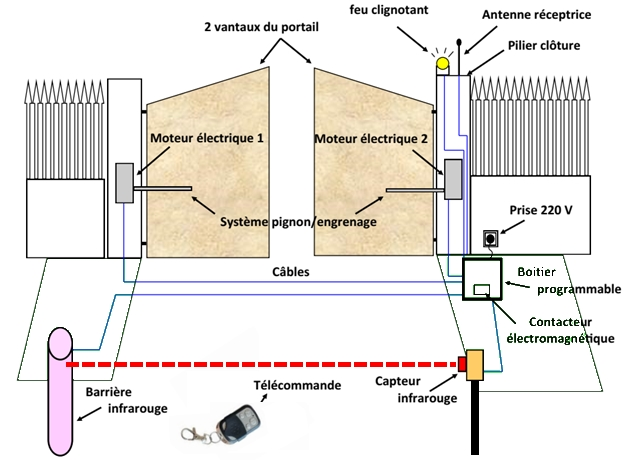 feu clignotant
Antenne réceptrice
2 vantaux du portail
Pilier clôture
Moteur électrique 1
Moteur électrique 2
Système pignon/engrenage
Prise 220 V
Câbles
Boitier
programmable
Contacteur
électromagnétique
Barrière
infrarouge
Télécommande
Capteur
infrarouge